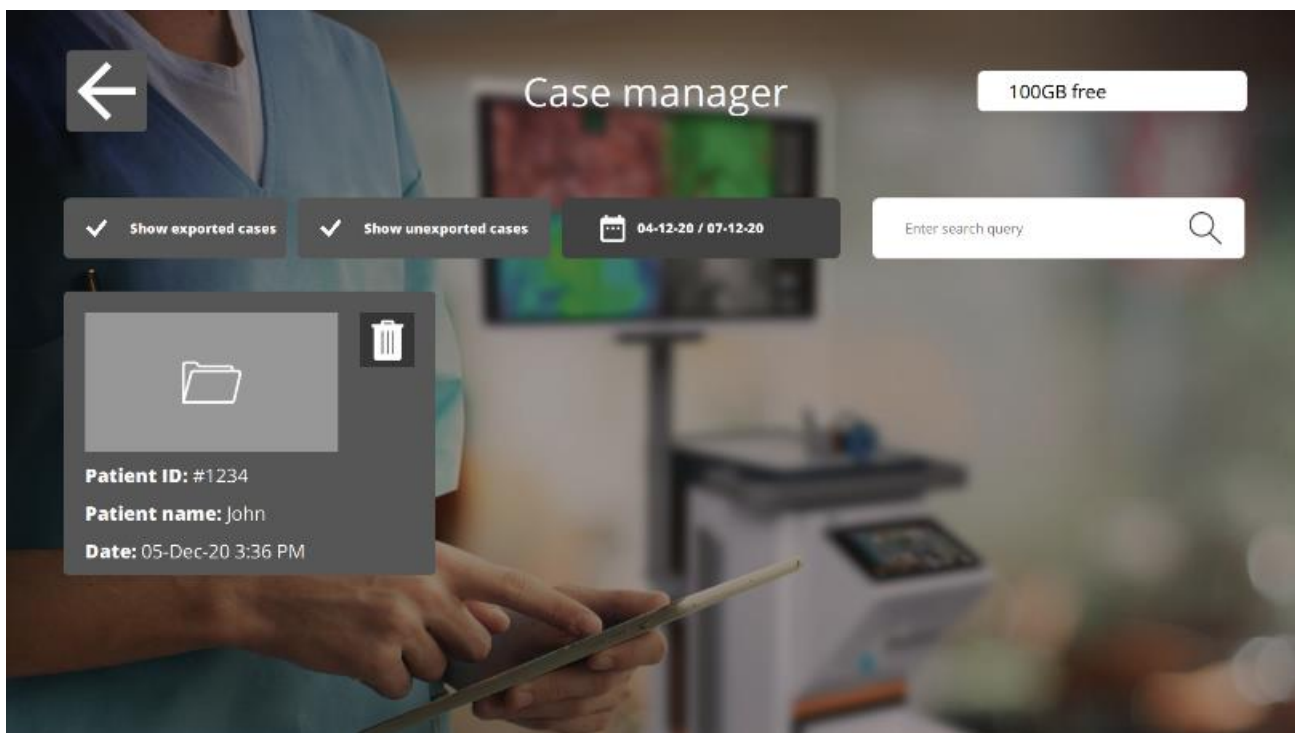 Case manager
100GB free
Show exported cases
Show unexported cases
04-12-20 / 07-12-20
Enter search query
Patient ID: #1234
Patient name: John
Date: 05-Dec-20 3:36 PM